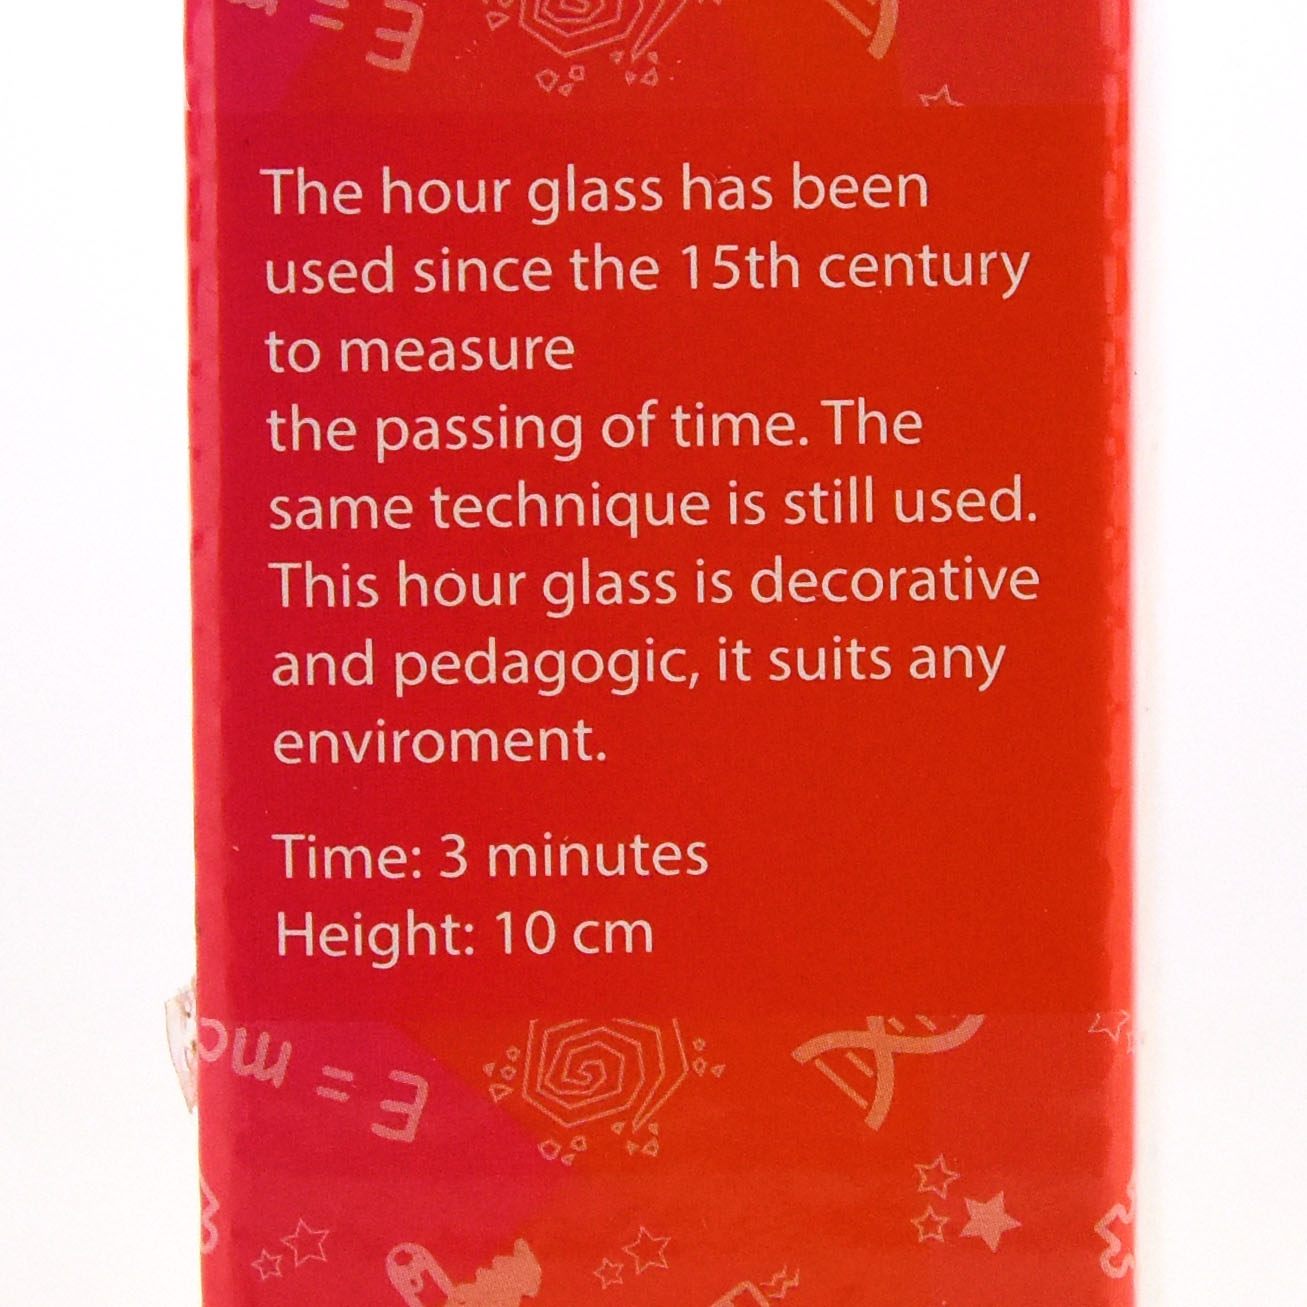 E = m
The hour glass has been
used since the 15th century
to measure
the passing of time. The
same technique is still used.
This hour glass is decorative
and pedagogic, it suits any
enviroment.
Time: 3 minutes
Height: 10 cm
E = mc